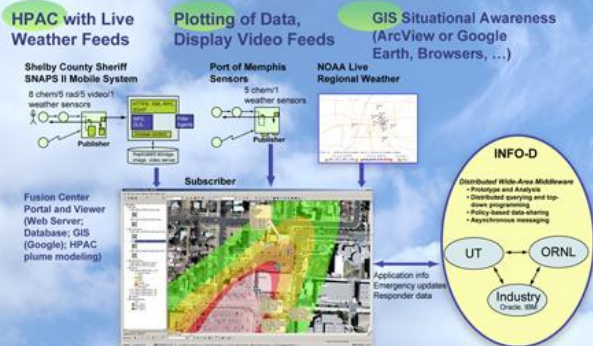 HPAC with Live
Weather Feeds
Plotting of Data,
Display Video Feeds
GIS Situational Awareness
(ArcView or Google
Earth, Browsers, …)
Shelby County Sheriff
SNAPS II Mobile System
8 chem/5 rad/5 video/1
weather sensors
Publisher
Port of Memphis
Sensors
5 chem/1
weather sensors
Publisher
NOAA Live
Regional Weather
Subscriber
Fusion Center
Portal and Viewer
(Web Server;
Database; GIS
(Google); HPAC
plume modeling)
Application info
Emergency updates
Responder data
INFO-D
Distributed Wide-Area Middleware
• Prototype and Analysis
• Distributed querying and top-
down programming
• Policy-based data-sharing
• Asynchronous messaging
UT
ORNL
Industry
Oracle, IBM